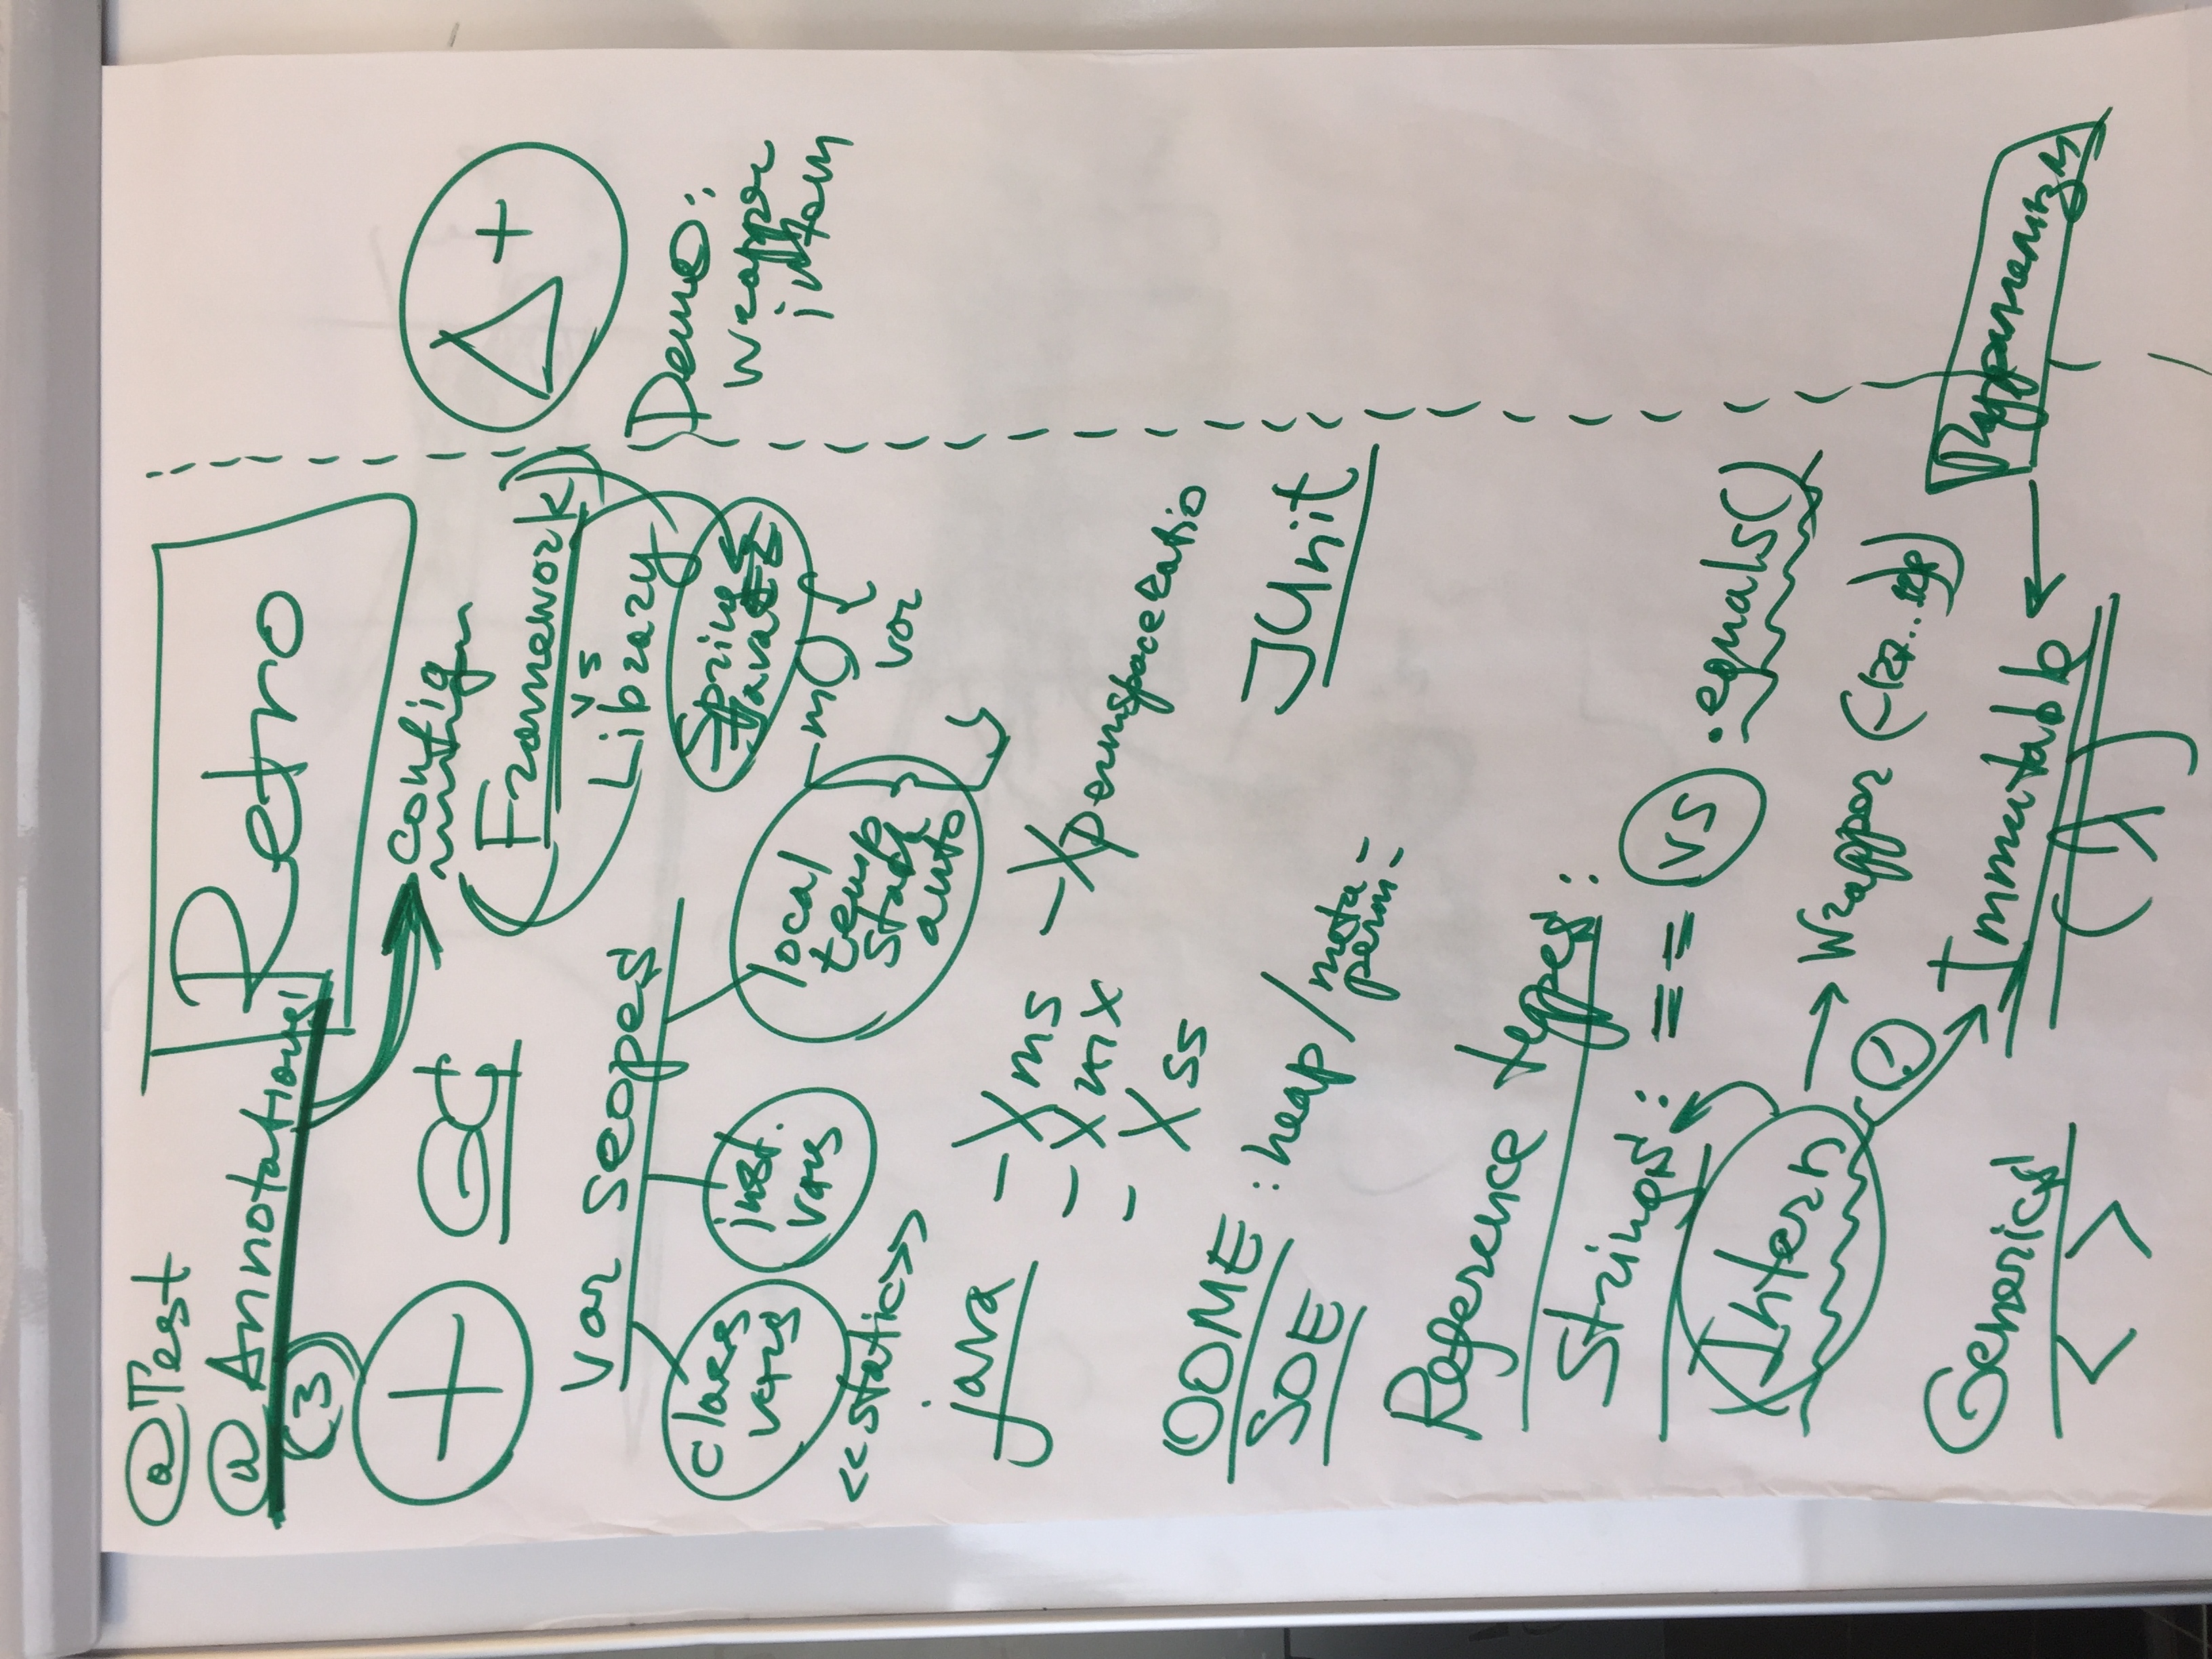 @Test
@Annotations
Retro
(3)
+
GC
config
Framework
vs
Library
Spring
JavaEE
Δ +
Demo:
wrapper
intern
var scopes
class
vars
inst.
vars
local
temp
stack
auto
m() {
var
<<static>>
java
-Xms
-Xmx
-Xss
-XpermspaceRatio
OOME
SOE
: heap / meta
perm
JUnit
Reference types:
Strings: == vs .equals()
Intern
→ Wrapper (-127..128)
!
Immutable ←
(λ)
Generics
< >